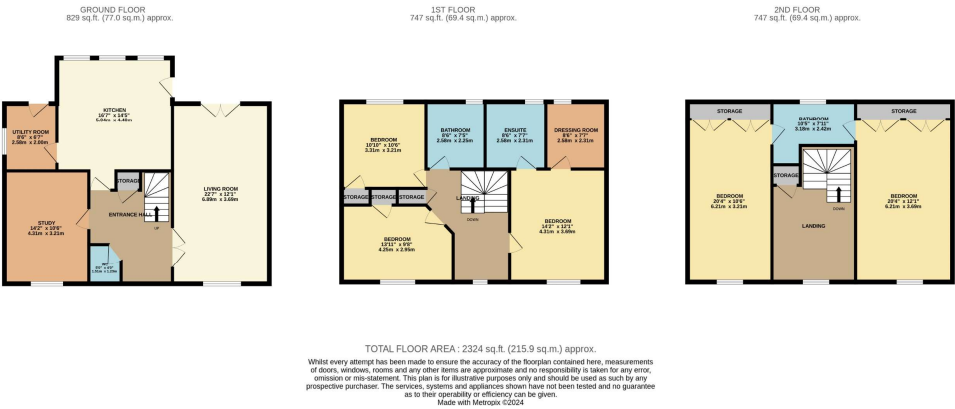 GROUND FLOOR
829 sq.ft. (77.0 sq.m.) approx.
KITCHEN
16'7" x 14'5"
UTILITY ROOM
8'6" x 6'7"
2.58m x 2.00m
STORAGE
LIVING ROOM
22'7" x 12'1"
6.89m x 3.69m
STUDY
14'2" x 10'6"
4.31m x 3.21m
ENTRANCE HALL
UP
1ST FLOOR
747 sq.ft. (69.4 sq.m.) approx.
BEDROOM
10'10" x 10'6"
3.31m x 3.21m
BATHROOM
8'6" x 7'5"
2.58m x 2.25m
ENSUITE
8'6" x 7'7"
2.58m x 2.31m
DRESSING ROOM
8'6" x 7'7"
2.58m x 2.31m
STORAGE
STORAGE
STORAGE
LANDING
DOWN
BEDROOM
13'11" x 9'8"
4.25m x 2.95m
BEDROOM
14'2" x 12'1"
4.31m x 3.69m
2ND FLOOR
747 sq.ft. (69.4 sq.m.) approx.
STORAGE
STORAGE
BATHROOM
10'5" x 7'11"
3.18m x 2.42m
STORAGE
BEDROOM
20'4" x 10'6"
6.21m x 3.21m
DOWN
LANDING
BEDROOM
20'4" x 12'1"
6.21m x 3.69m
TOTAL FLOOR AREA : 2324 sq.ft. (215.9 sq.m.) approx.
Whilst every attempt has been made to ensure the accuracy of the floorplan contained here, measurements
of doors, windows, rooms and any other items are approximate and no responsibility is taken for any error,
omission or mis-statement. This plan is for illustrative purposes only and should be used as such by any
prospective purchaser. The services, systems and appliances shown have not been tested and no guarantee
as to their operability or efficiency can be given.
Made with Metropix ©2024